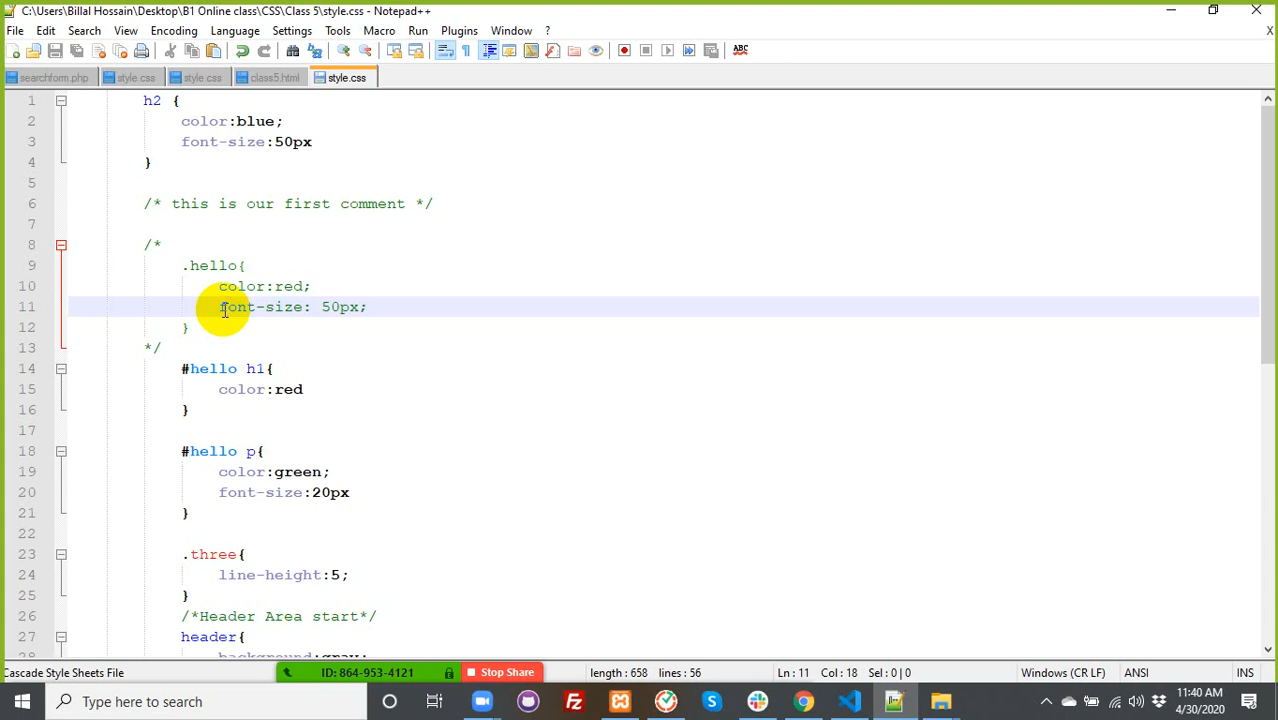 C:\Users\Billal Hossain\Desktop\B1 Online class\CSS\Class 5\style.css - Notepad++
File Edit Search View Encoding Language Settings Tools Macro Run Plugins Window ? X
ABC
searchform.php style.css style.css class5.html style.css
1 h2 {
2 color:blue;
3 font-size:50px
4 }
5
6 /* this is our first comment */
7
8 /*
9 .hello{
10 color:red;
11 font-size: 50px;
12 }
13 */
14 #hello h1{
15 color:red
16 }
17
18 #hello p{
19 color:green;
20 font-size:20px
21 }
22
23 .three{
24 line-height:5;
25 }
26 /*Header Area start*/
27 header{
28 background:gray;
Cascade Style Sheets File ID: 864-953-4121 Stop Share length : 658 lines : 56 Ln : 11 Col : 18 Sel : 0 | 0 Windows (CR LF) ANSI INS
Type here to search
11:40 AM
4/30/2020